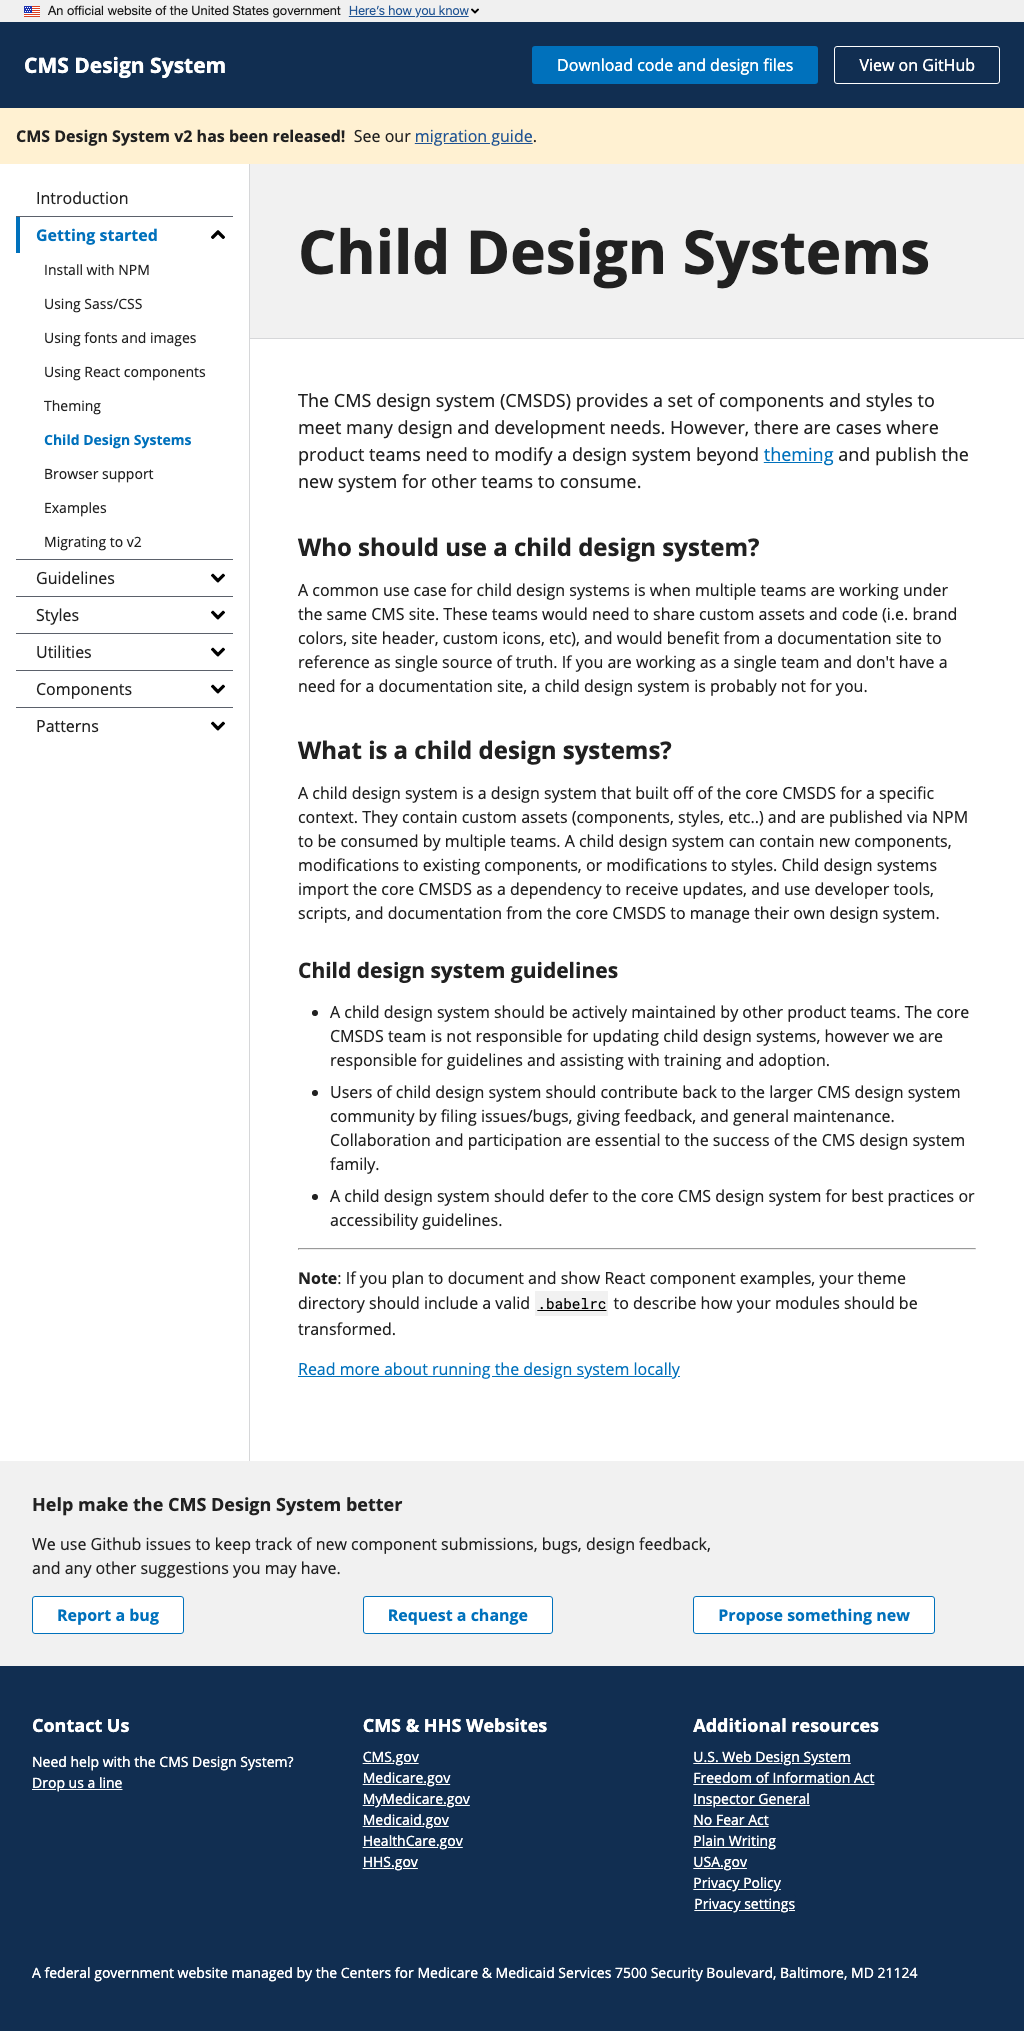 An official website of the United States government Here's how you know
CMS Design System
Download code and design files
View on GitHub
CMS Design System v2 has been released! See our migration guide.
Introduction
Getting started
Install with NPM
Using Sass/CSS
Using fonts and images
Using React components
Theming
Child Design Systems
Browser support
Examples
Migrating to v2
Guidelines
Styles
Utilities
Components
Patterns
Child Design Systems
The CMS design system (CMSDS) provides a set of components and styles to
meet many design and development needs. However, there are cases where
product teams need to modify a design system beyond theming and publish the
new system for other teams to consume.
Who should use a child design system?
A common use case for child design systems is when multiple teams are working under
the same CMS site. These teams would need to share custom assets and code (i.e. brand
colors, site header, custom icons, etc), and would benefit from a documentation site to
reference as single source of truth. If you are working as a single team and don't have a
need for a documentation site, a child design system is probably not for you.
What is a child design systems?
A child design system is a design system that built off of the core CMSDS for a specific
context. They contain custom assets (components, styles, etc..) and are published via NPM
to be consumed by multiple teams. A child design system can contain new components,
modifications to existing components, or modifications to styles. Child design systems
import the core CMSDS as a dependency to receive updates, and use developer tools,
scripts, and documentation from the core CMSDS to manage their own design system.
Child design system guidelines
• A child design system should be actively maintained by other product teams. The core
CMSDS team is not responsible for updating child design systems, however we are
responsible for guidelines and assisting with training and adoption.
• Users of child design system should contribute back to the larger CMS design system
community by filing issues/bugs, giving feedback, and general maintenance.
Collaboration and participation are essential to the success of the CMS design system
family.
• A child design system should defer to the core CMS design system for best practices or
accessibility guidelines.
Note: If you plan to document and show React component examples, your theme
directory should include a valid .babelrc to describe how your modules should be
transformed.
Read more about running the design system locally
Help make the CMS Design System better
We use Github issues to keep track of new component submissions, bugs, design feedback,
and any other suggestions you may have.
Report a bug
Request a change
Propose something new
Contact Us
Need help with the CMS Design System?
Drop us a line
CMS & HHS Websites
CMS.gov
Medicare.gov
MyMedicare.gov
Medicaid.gov
HealthCare.gov
HHS.gov
Additional resources
U.S. Web Design System
Freedom of Information Act
Inspector General
No Fear Act
Plain Writing
USA.gov
Privacy Policy
Privacy settings
A federal government website managed by the Centers for Medicare & Medicaid Services 7500 Security Boulevard, Baltimore, MD 21124